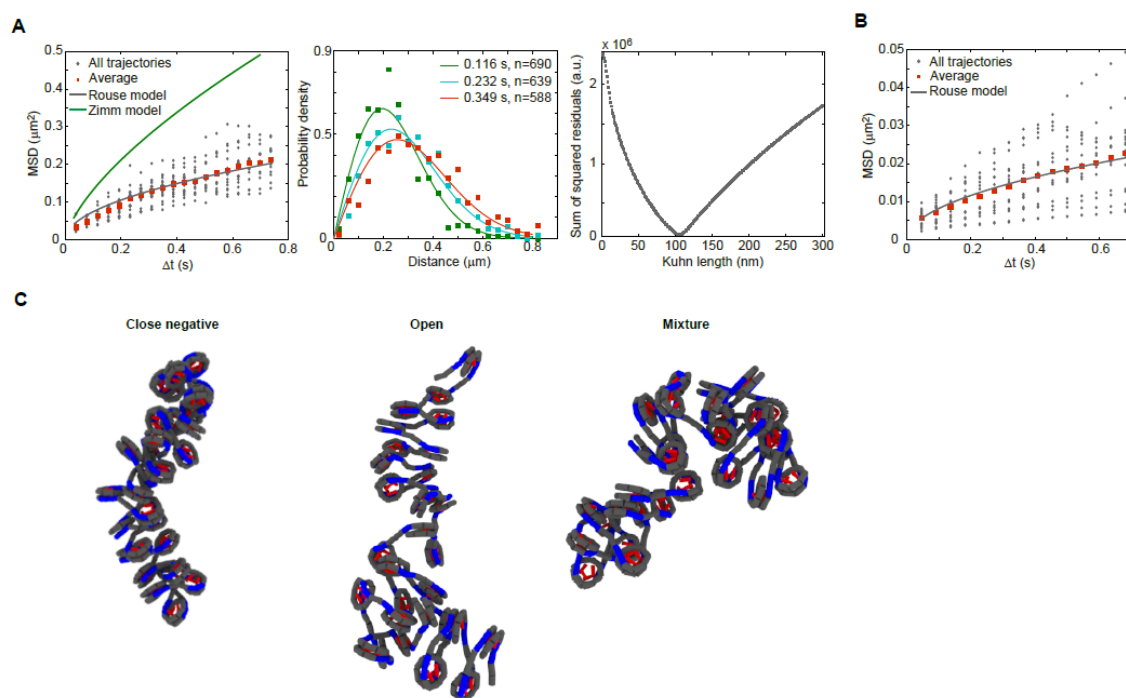 A
MSD (μm²)
0.5
0.4
0.3
0.2
0.1
0
0.2
0.4
0.6
0.8
Δt (s)
All trajectories
Average
Rouse model
Zimm model
Probability density
0.9
0.5
0
0
0.2
0.4
0.6
0.8
Distance (μm)
0.116 s, n=690
0.232 s, n=639
0.349 s, n=588
x 10⁶
Sum of squared residuals (a.u.)
2
1
0
0
50
100
150
200
250
300
Kuhn length (nm)
B
MSD (μm²)
0.05
0.04
0.03
0.02
0.01
0
0.2
0.4
0.6
Δt (s)
All trajectories
Average
Rouse model
C
Close negative
Open
Mixture